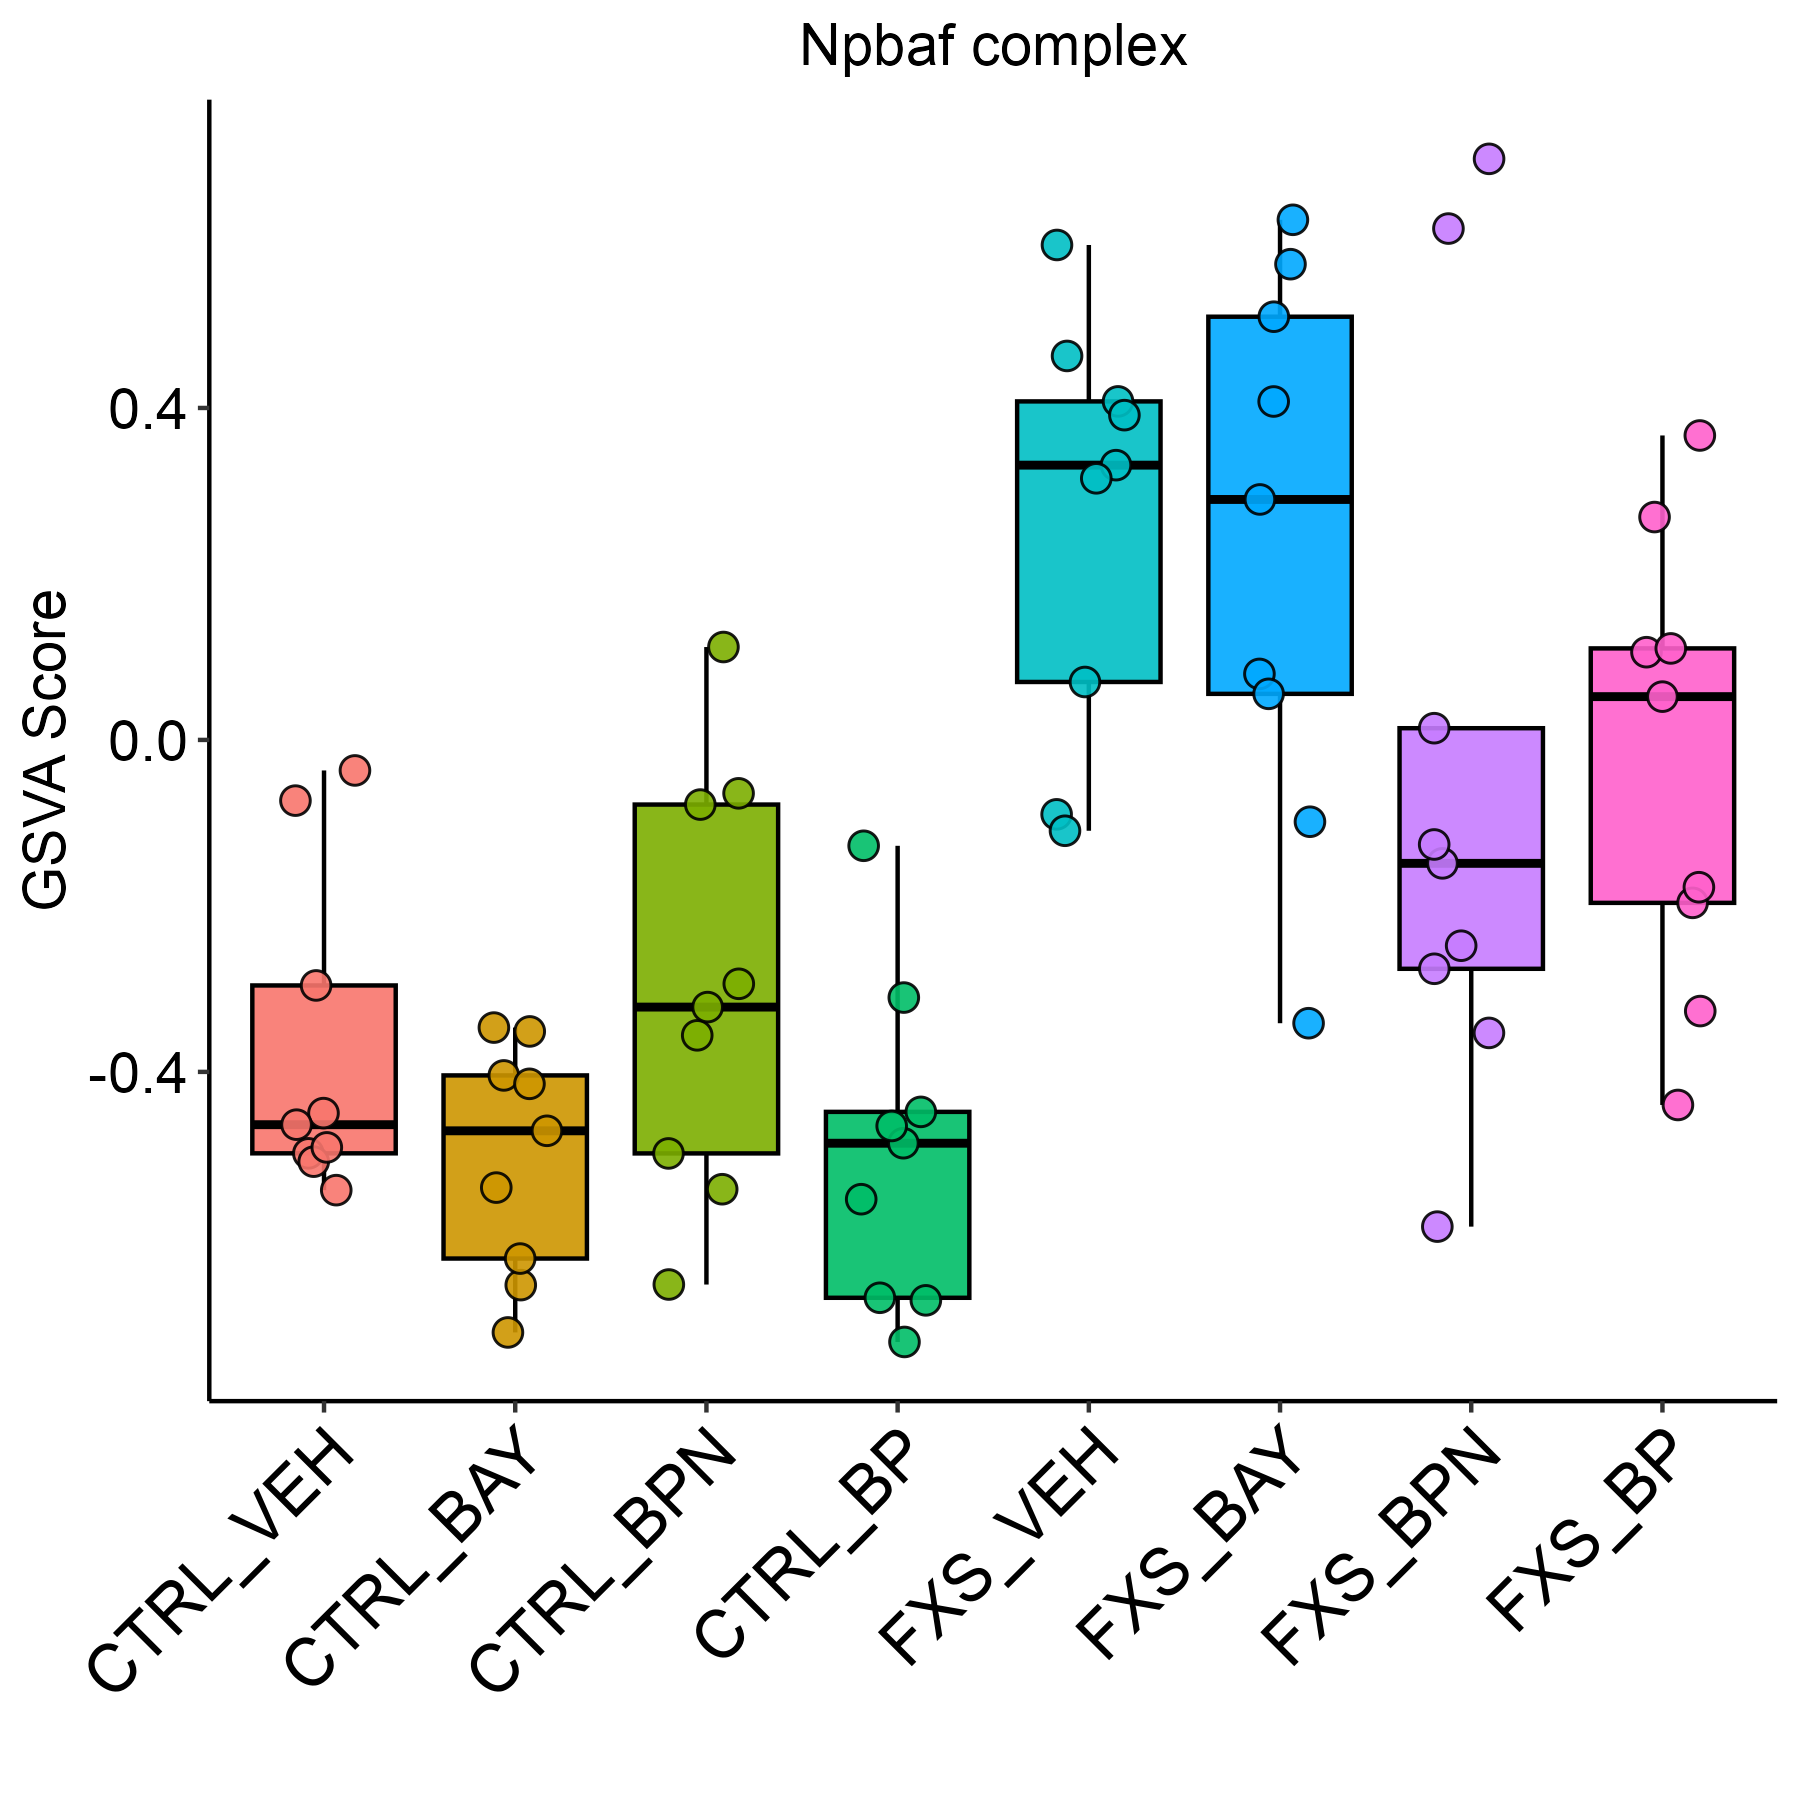 Npbaf complex
GSVA Score
0.4
0.0
-0.4
CTRL_VEH
CTRL_BAY
CTRL_BPN
CTRL_BP
FXS_VEH
FXS_BAY
FXS_BPN
FXS_BP